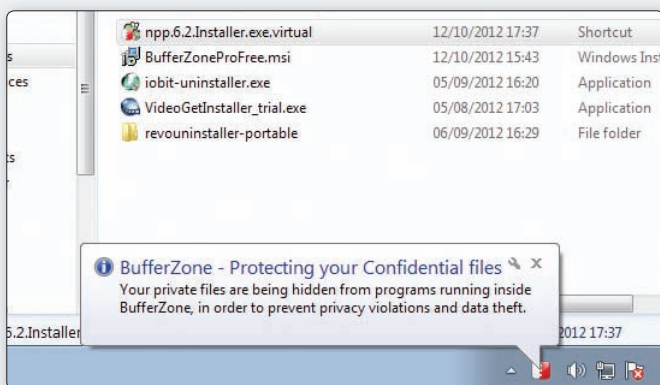 npp.6.2.Installer.exe.virtual 12/10/2012 17:37 Shortcut
BufferZoneProFree.msi 12/10/2012 15:43 Windows Inst
iobit-uninstaller.exe 05/09/2012 16:20 Application
VideoGetInstaller_trial.exe 05/08/2012 17:03 Application
revouninstaller-portable 06/09/2012 16:29 File folder
s
ces
ts
BufferZone - Protecting your Confidential files
Your private files are being hidden from programs running inside
BufferZone, in order to prevent privacy violations and data theft.
6.2.Installer 2012 17:37